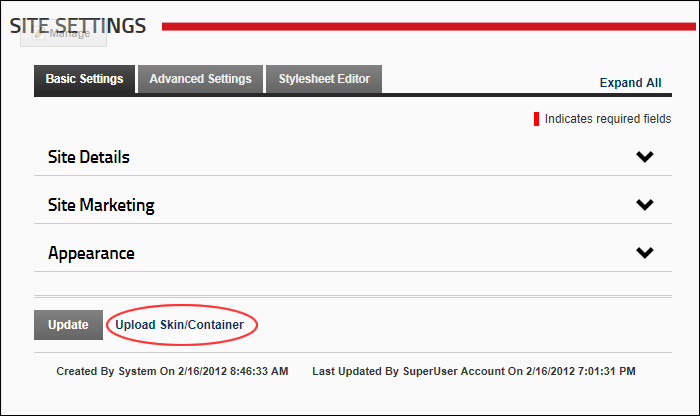 SITE SETTINGS
Manage
Basic Settings Advanced Settings Stylesheet Editor Expand All
Indicates required fields
Site Details
Site Marketing
Appearance
Update Upload Skin/Container
Created By System On 2/16/2012 8:46:33 AM Last Updated By SuperUser Account On 2/16/2012 7:01:31 PM